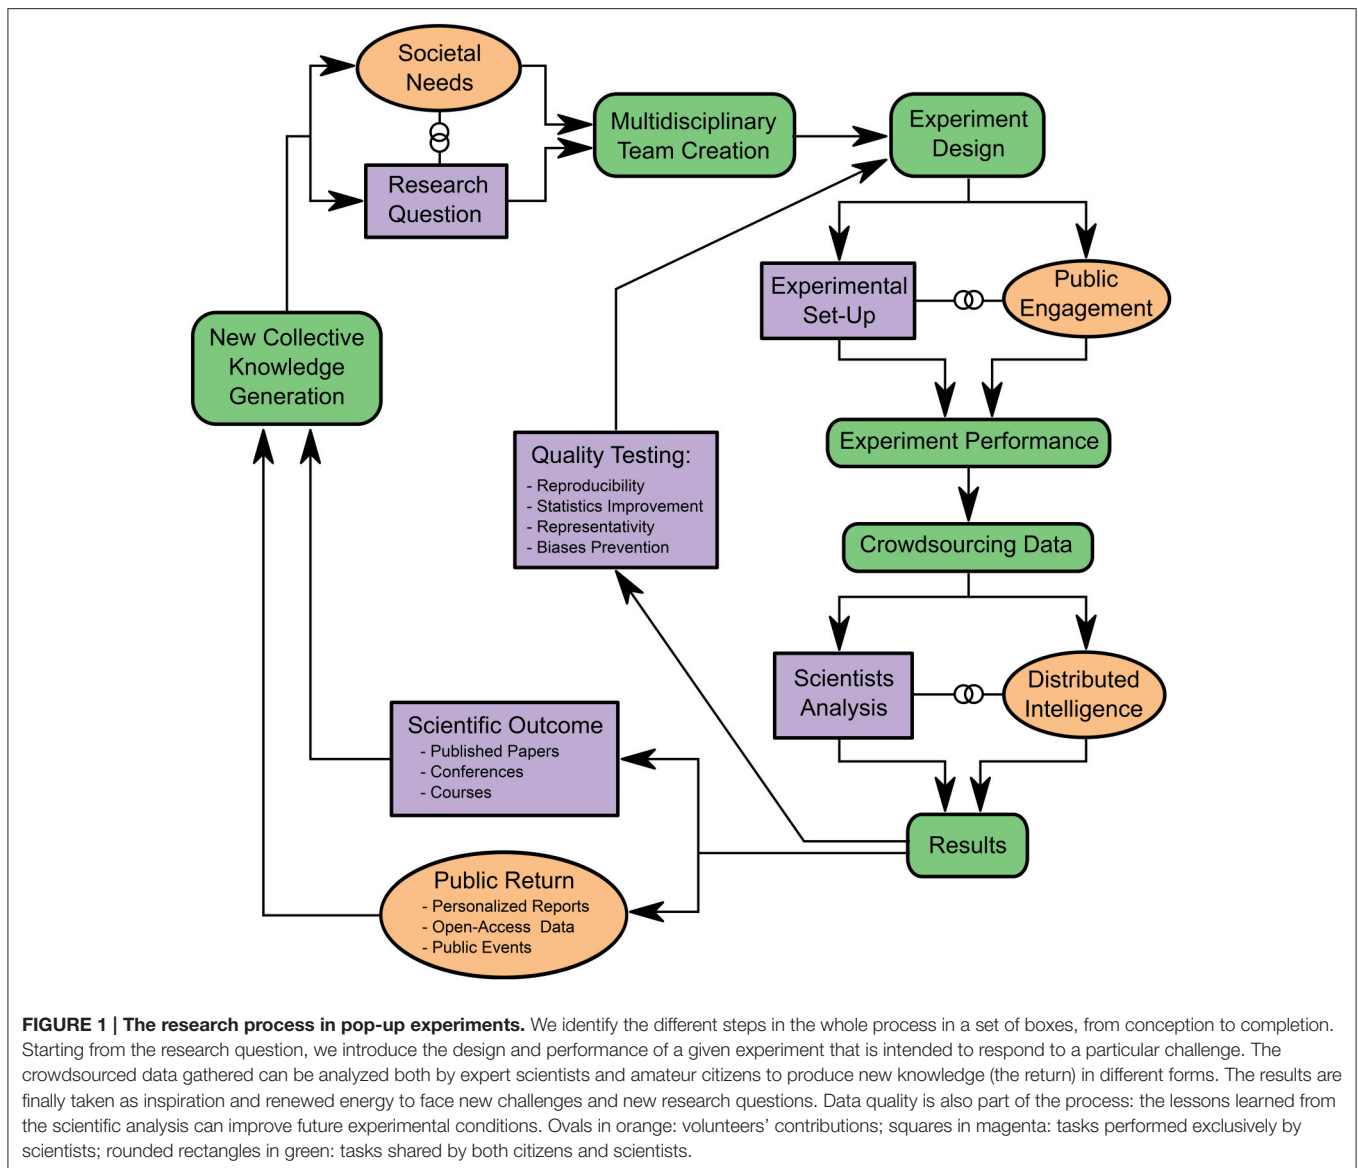 Societal
Needs
Research
Question
Multidisciplinary
Team Creation
Experiment
Design
Experimental
Set-Up
Public
Engagement
New Collective
Knowledge
Generation
Experiment Performance
Quality Testing:
- Reproducibility
- Statistics Improvement
- Representativity
- Biases Prevention
Crowdsourcing Data
Scientists
Analysis
Distributed
Intelligence
Scientific Outcome
- Published Papers
- Conferences
- Courses
Results
Public Return
- Personalized Reports
- Open-Access Data
- Public Events
FIGURE 1 | The research process in pop-up experiments. We identify the different steps in the whole process in a set of boxes, from conception to completion.
Starting from the research question, we introduce the design and performance of a given experiment that is intended to respond to a particular challenge. The
crowdsourced data gathered can be analyzed both by expert scientists and amateur citizens to produce new knowledge (the return) in different forms. The results are
finally taken as inspiration and renewed energy to face new challenges and new research questions. Data quality is also part of the process: the lessons learned from
the scientific analysis can improve future experimental conditions. Ovals in orange: volunteers' contributions; squares in magenta: tasks performed exclusively by
scientists; rounded rectangles in green: tasks shared by both citizens and scientists.